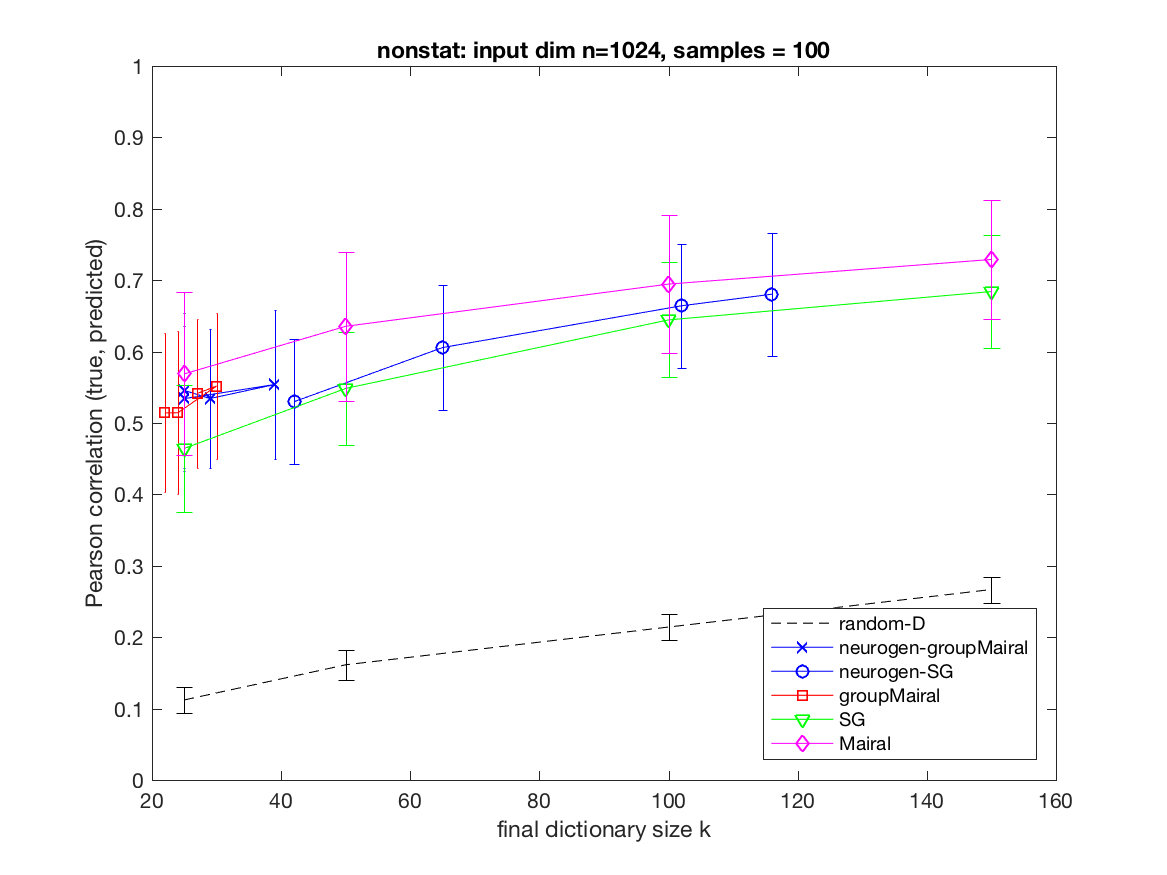 nonstat: input dim n=1024, samples = 100
1
0.9
0.8
0.7
0.6
0.5
0.4
0.3
0.2
0.1
0
Pearson correlation (true, predicted)
random-D
neurogen-groupMairal
neurogen-SG
groupMairal
SG
Mairal
20 40 60 80 100 120 140 160
final dictionary size k